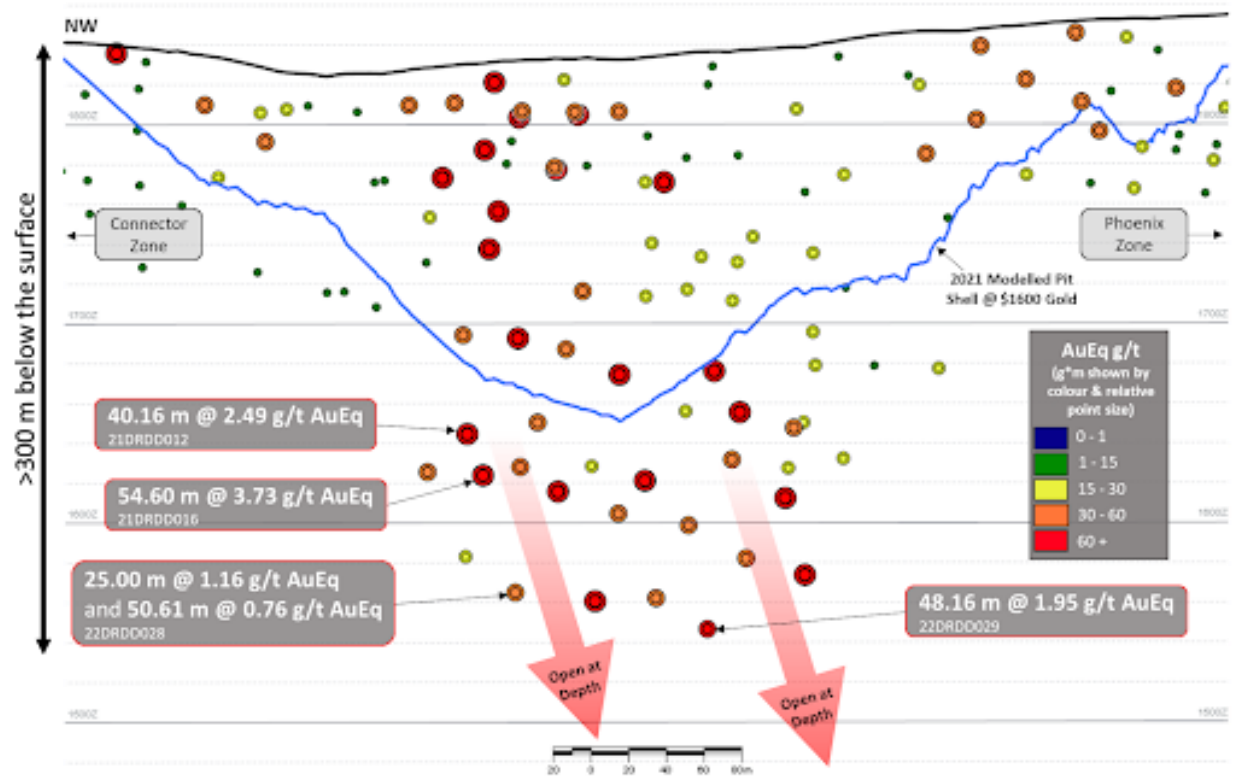 NW
1800Z
1800Z
>300 m below the surface
Connector
Zone
Phoenix
Zone
2021 Modelled Pit
Shell @ $1600 Gold
1700Z
1700Z
AuEq g/t
(g*m shown by
colour & relative
point size)
0 - 1
1 - 15
15 - 30
30 - 60
60 +
40.16 m @ 2.49 g/t AuEq
21DRDD012
54.60 m @ 3.73 g/t AuEq
21DRDD016
1600Z
1600Z
25.00 m @ 1.16 g/t AuEq
and 50.61 m @ 0.76 g/t AuEq
22DRDD028
48.16 m @ 1.95 g/t AuEq
22DRDD029
Open at
Depth
Open at
Depth
1500Z
1500Z
20 0 20 40 60 80m